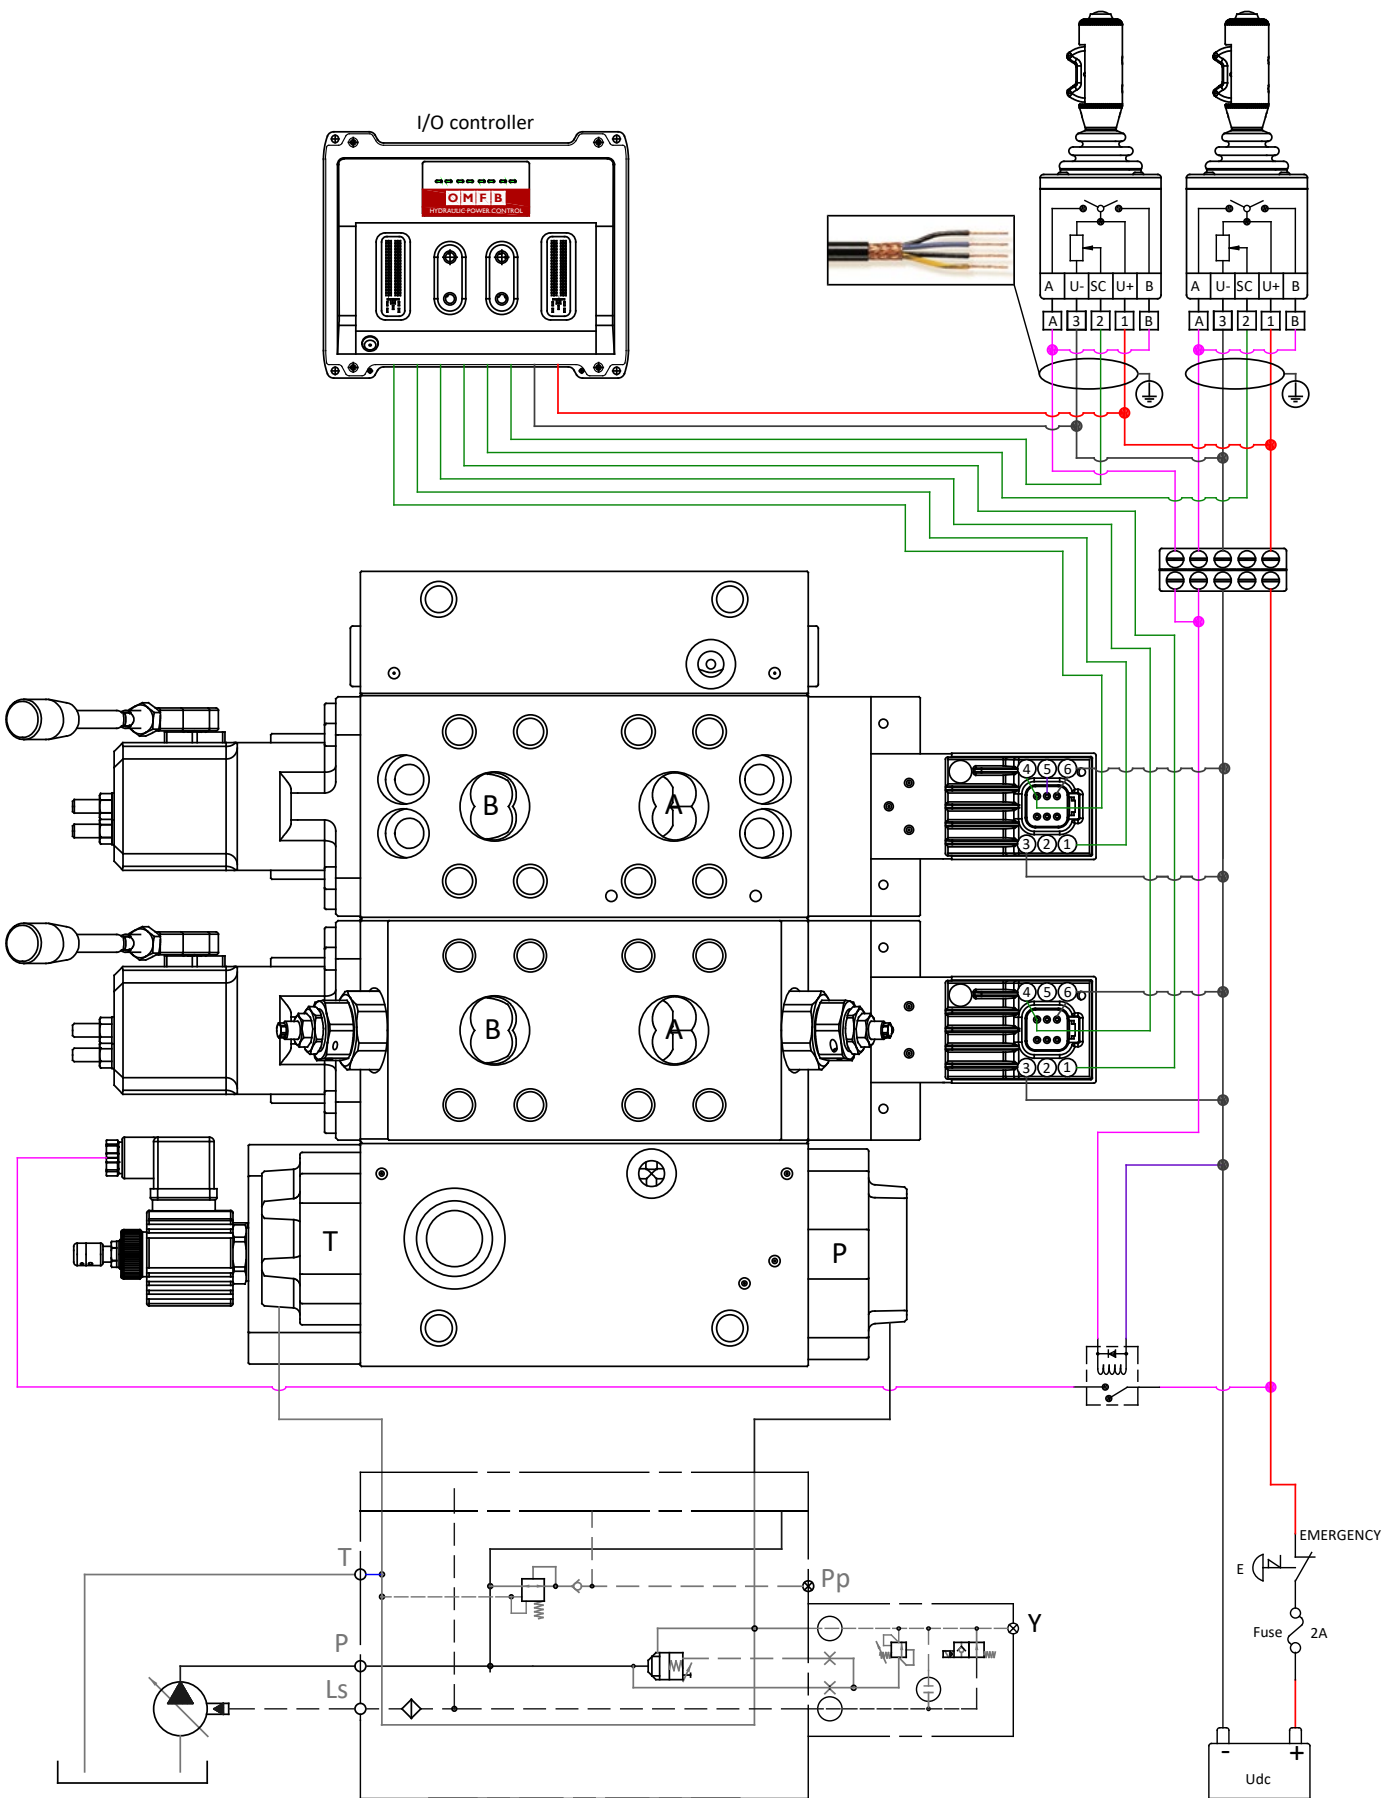 I/O controller
OMFB
HYDRAULIC POWER CONTROL
A U- SC U+ B
A U- SC U+ B
A 3 2 1 B
A 3 2 1 B
4 5 6
B A
3 2 1
4 5 6
B A
3 2 1
T P
EMERGENCY
E
T
Pp
Fuse 2A
Y
P
Ls
- +
Udc